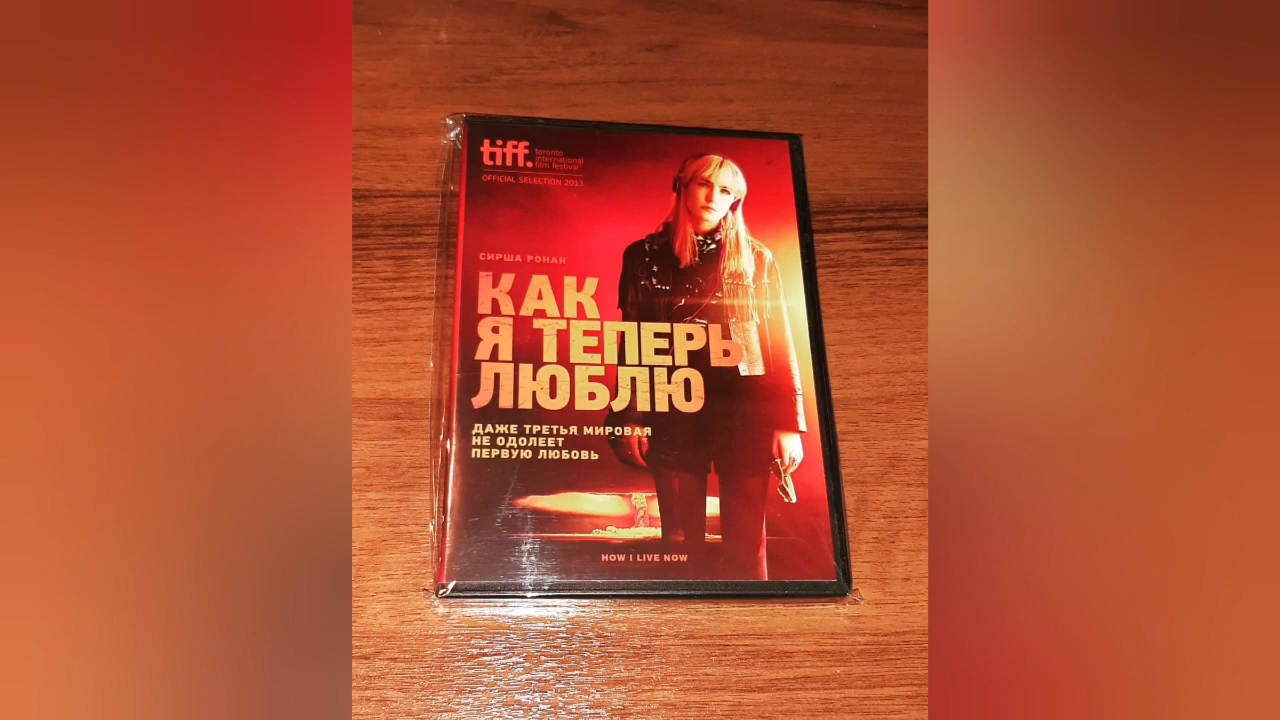 tiff. toronto
international
film festival
OFFICIAL SELECTION 2013
СИРША РОНАН
КАК
Я ТЕПЕРЬ
ЛЮБЛЮ
ДАЖЕ ТРЕТЬЯ МИРОВАЯ
НЕ ОДОЛЕЕТ
ПЕРВУЮ ЛЮБОВЬ
HOW I LIVE NOW